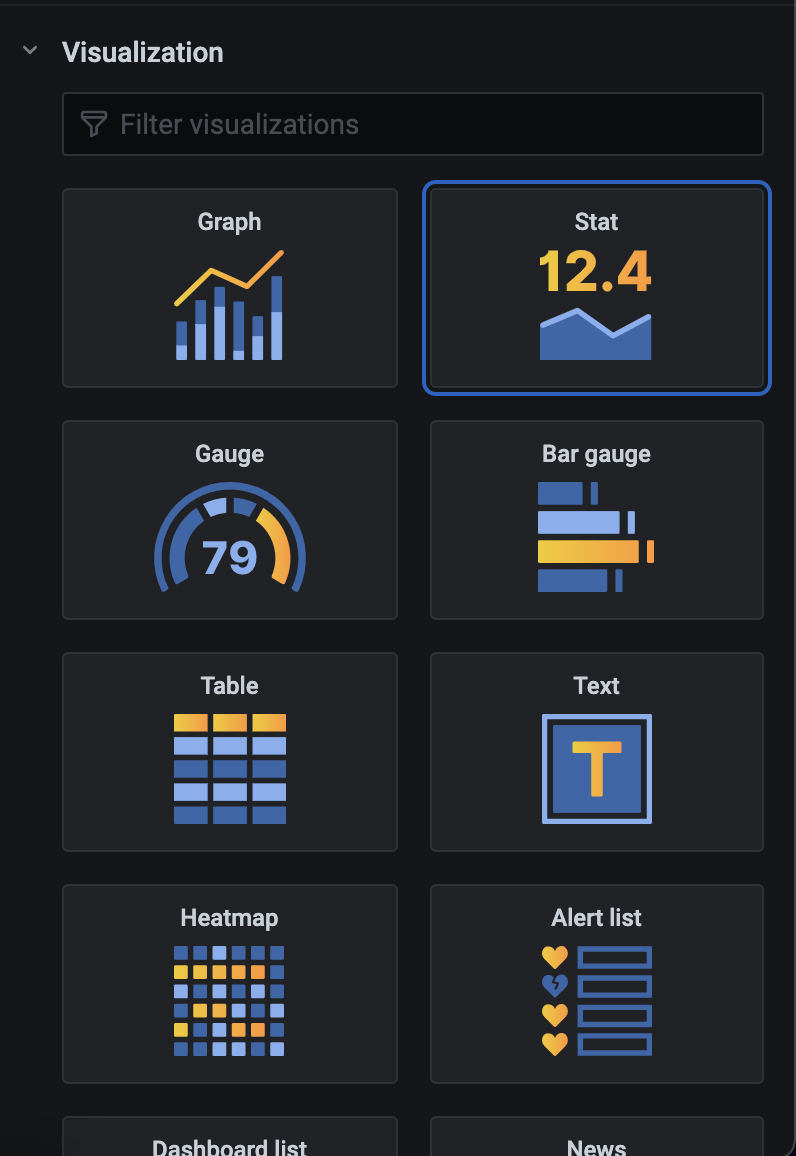 Visualization
Filter visualizations
Graph
Stat
12.4
Gauge
Bar gauge
79
Table
Text
T
Heatmap
Alert list
Dashboard list
News